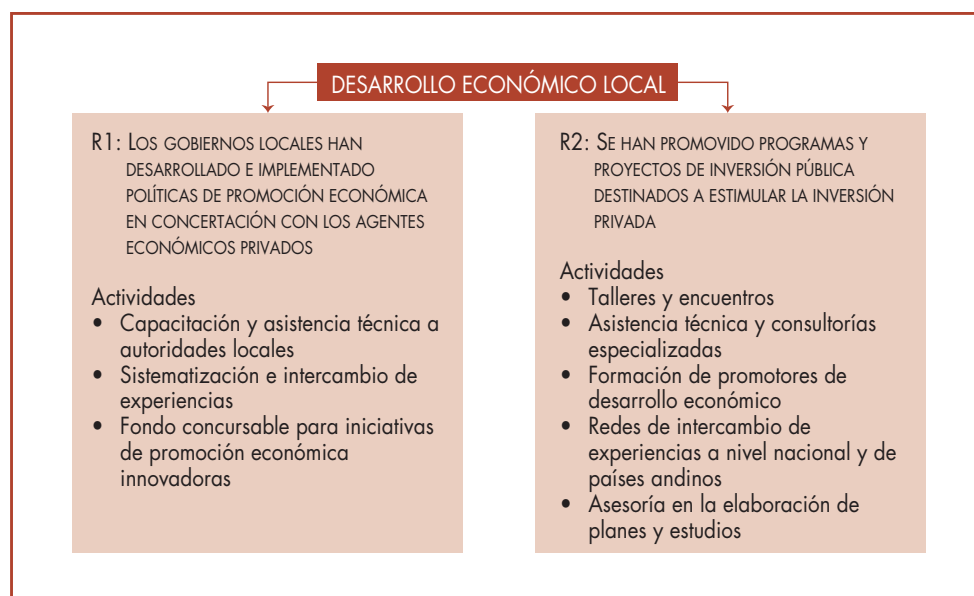 DESARROLLO ECONÓMICO LOCAL
R1: LOS GOBIERNOS LOCALES HAN
DESARROLLADO E IMPLEMENTADO
POLÍTICAS DE PROMOCIÓN ECONÓMICA
EN CONCERTACIÓN CON LOS AGENTES
ECONÓMICOS PRIVADOS
Actividades
• Capacitación y asistencia técnica a
autoridades locales
• Sistematización e intercambio de
experiencias
• Fondo concursable para iniciativas
de promoción económica
innovadoras
R2: SE HAN PROMOVIDO PROGRAMAS Y
PROYECTOS DE INVERSIÓN PÚBLICA
DESTINADOS A ESTIMULAR LA INVERSIÓN
PRIVADA
Actividades
• Talleres y encuentros
• Asistencia técnica y consultorías
especializadas
• Formación de promotores de
desarrollo económico
• Redes de intercambio de
experiencias a nivel nacional y de
países andinos
• Asesoría en la elaboración de
planes y estudios